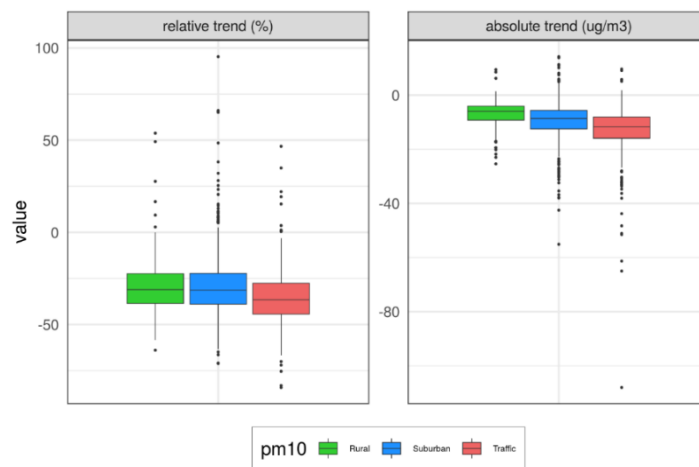 relative trend (%)
absolute trend (ug/m3)
100
50
0
-50
0
-40
-80
value
pm10
Rural
Suburban
Traffic